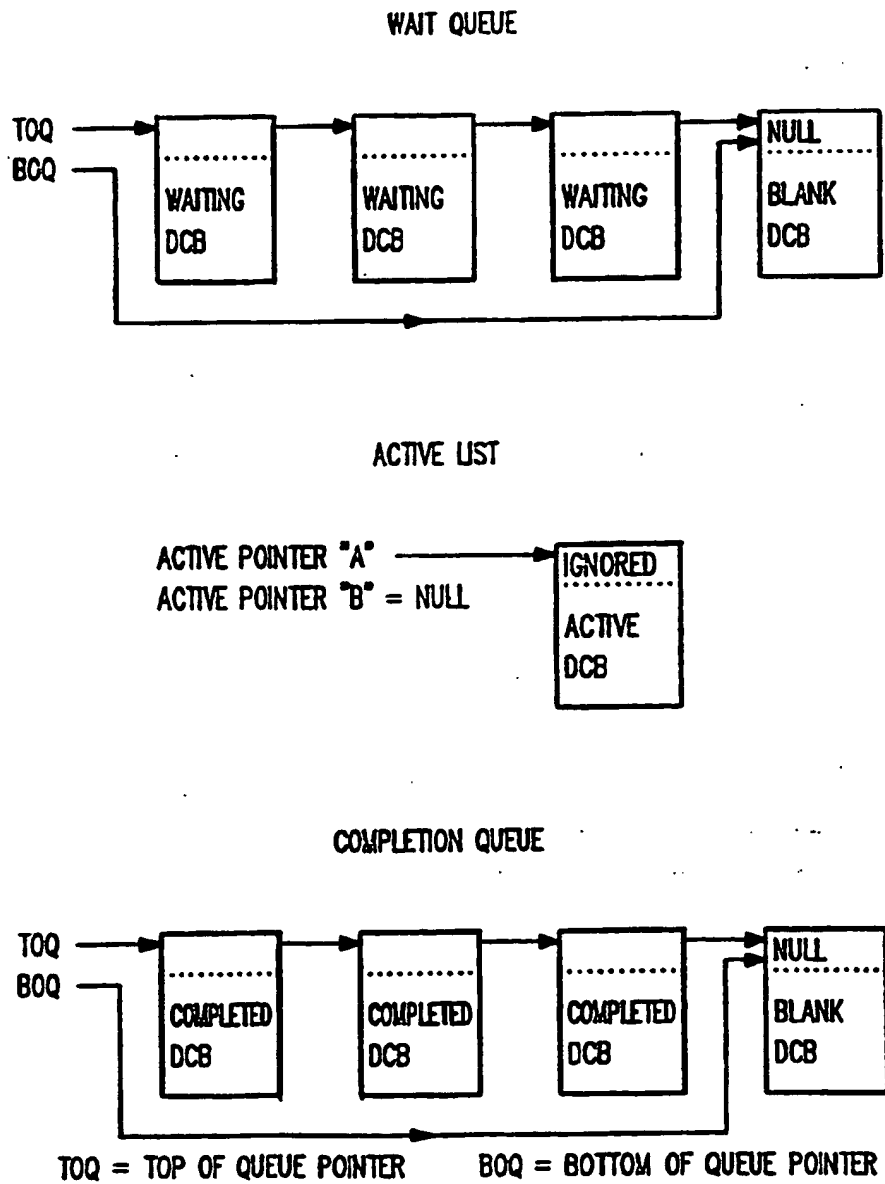 WAIT QUEUE
TOQ
BOQ
NULL
WAITING
DCB
WAITING
DCB
WAITING
DCB
BLANK
DCB
ACTIVE LIST
ACTIVE POINTER "A"
ACTIVE POINTER "B" = NULL
IGNORED
ACTIVE
DCB
COMPLETION QUEUE
TOQ
BOQ
NULL
COMPLETED
DCB
COMPLETED
DCB
COMPLETED
DCB
BLANK
DCB
TOQ = TOP OF QUEUE POINTER
BOQ = BOTTOM OF QUEUE POINTER